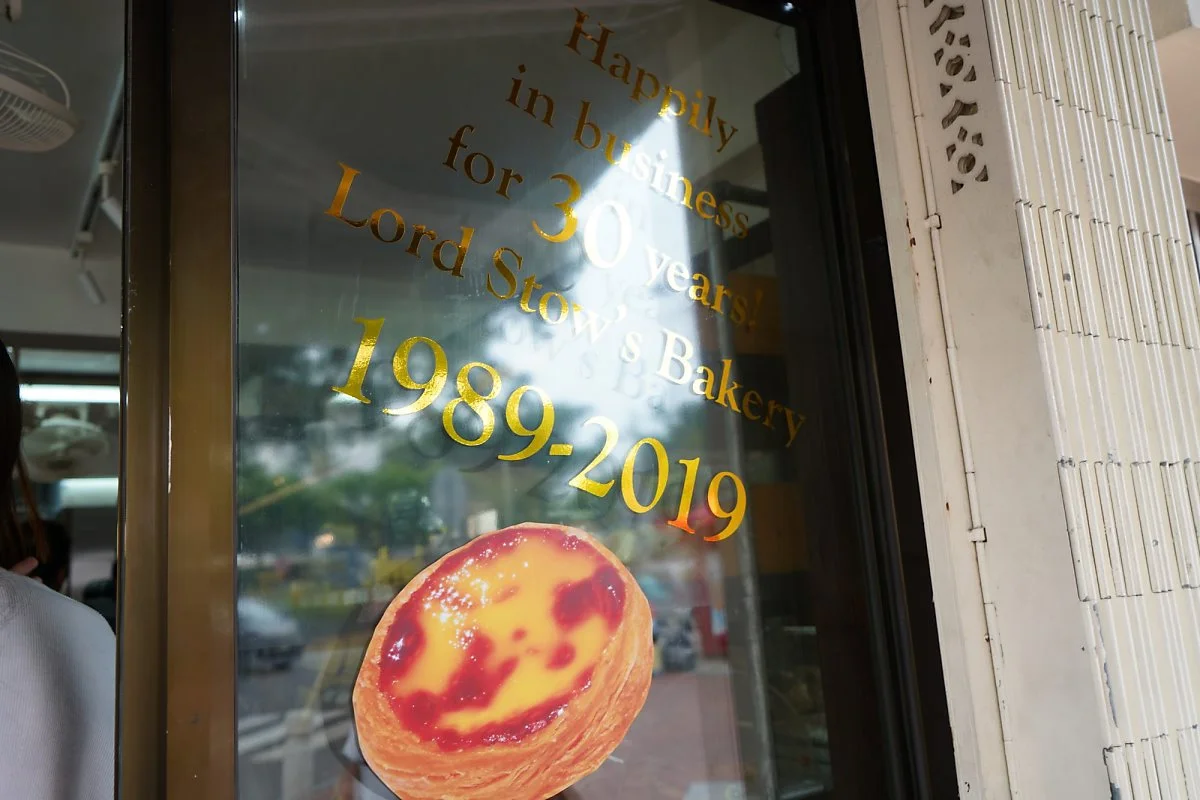 Happily
in business
for 30 years!
Lord Stow's Bakery
1989-2019